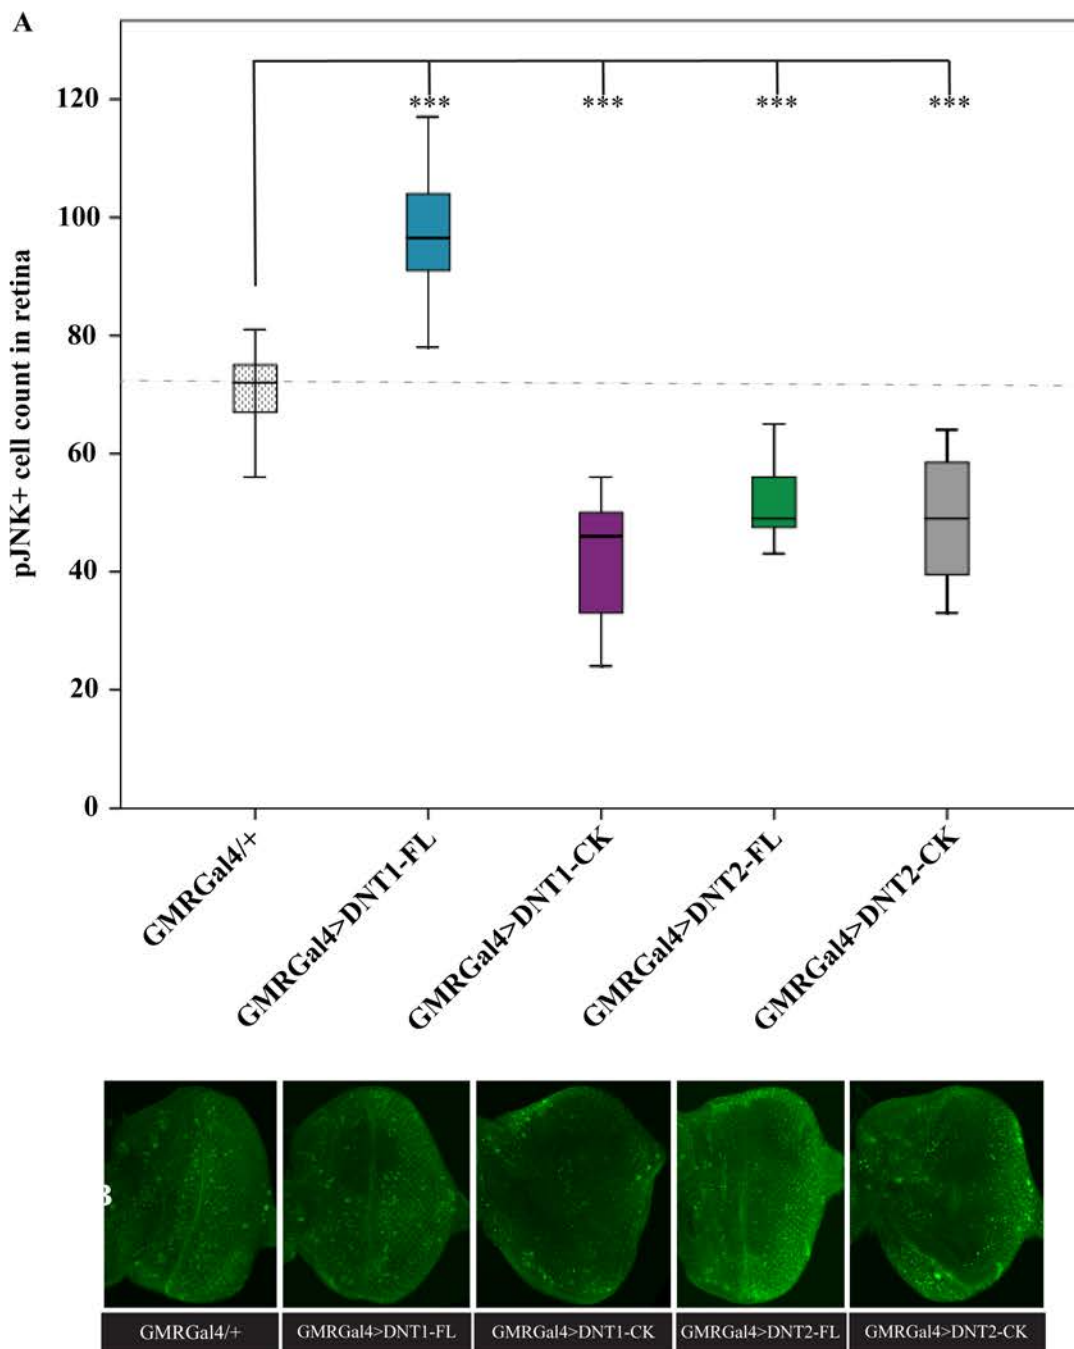 A
*** *** *** ***
120
100
80
60
40
20
0
pJNK+ cell count in retina
GMRGal4/+
GMRGal4>DNT1-FL
GMRGal4>DNT1-CK
GMRGal4>DNT2-FL
GMRGal4>DNT2-CK
B
GMRGal4/+ GMRGal4>DNT1-FL GMRGal4>DNT1-CK GMRGal4>DNT2-FL GMRGal4>DNT2-CK